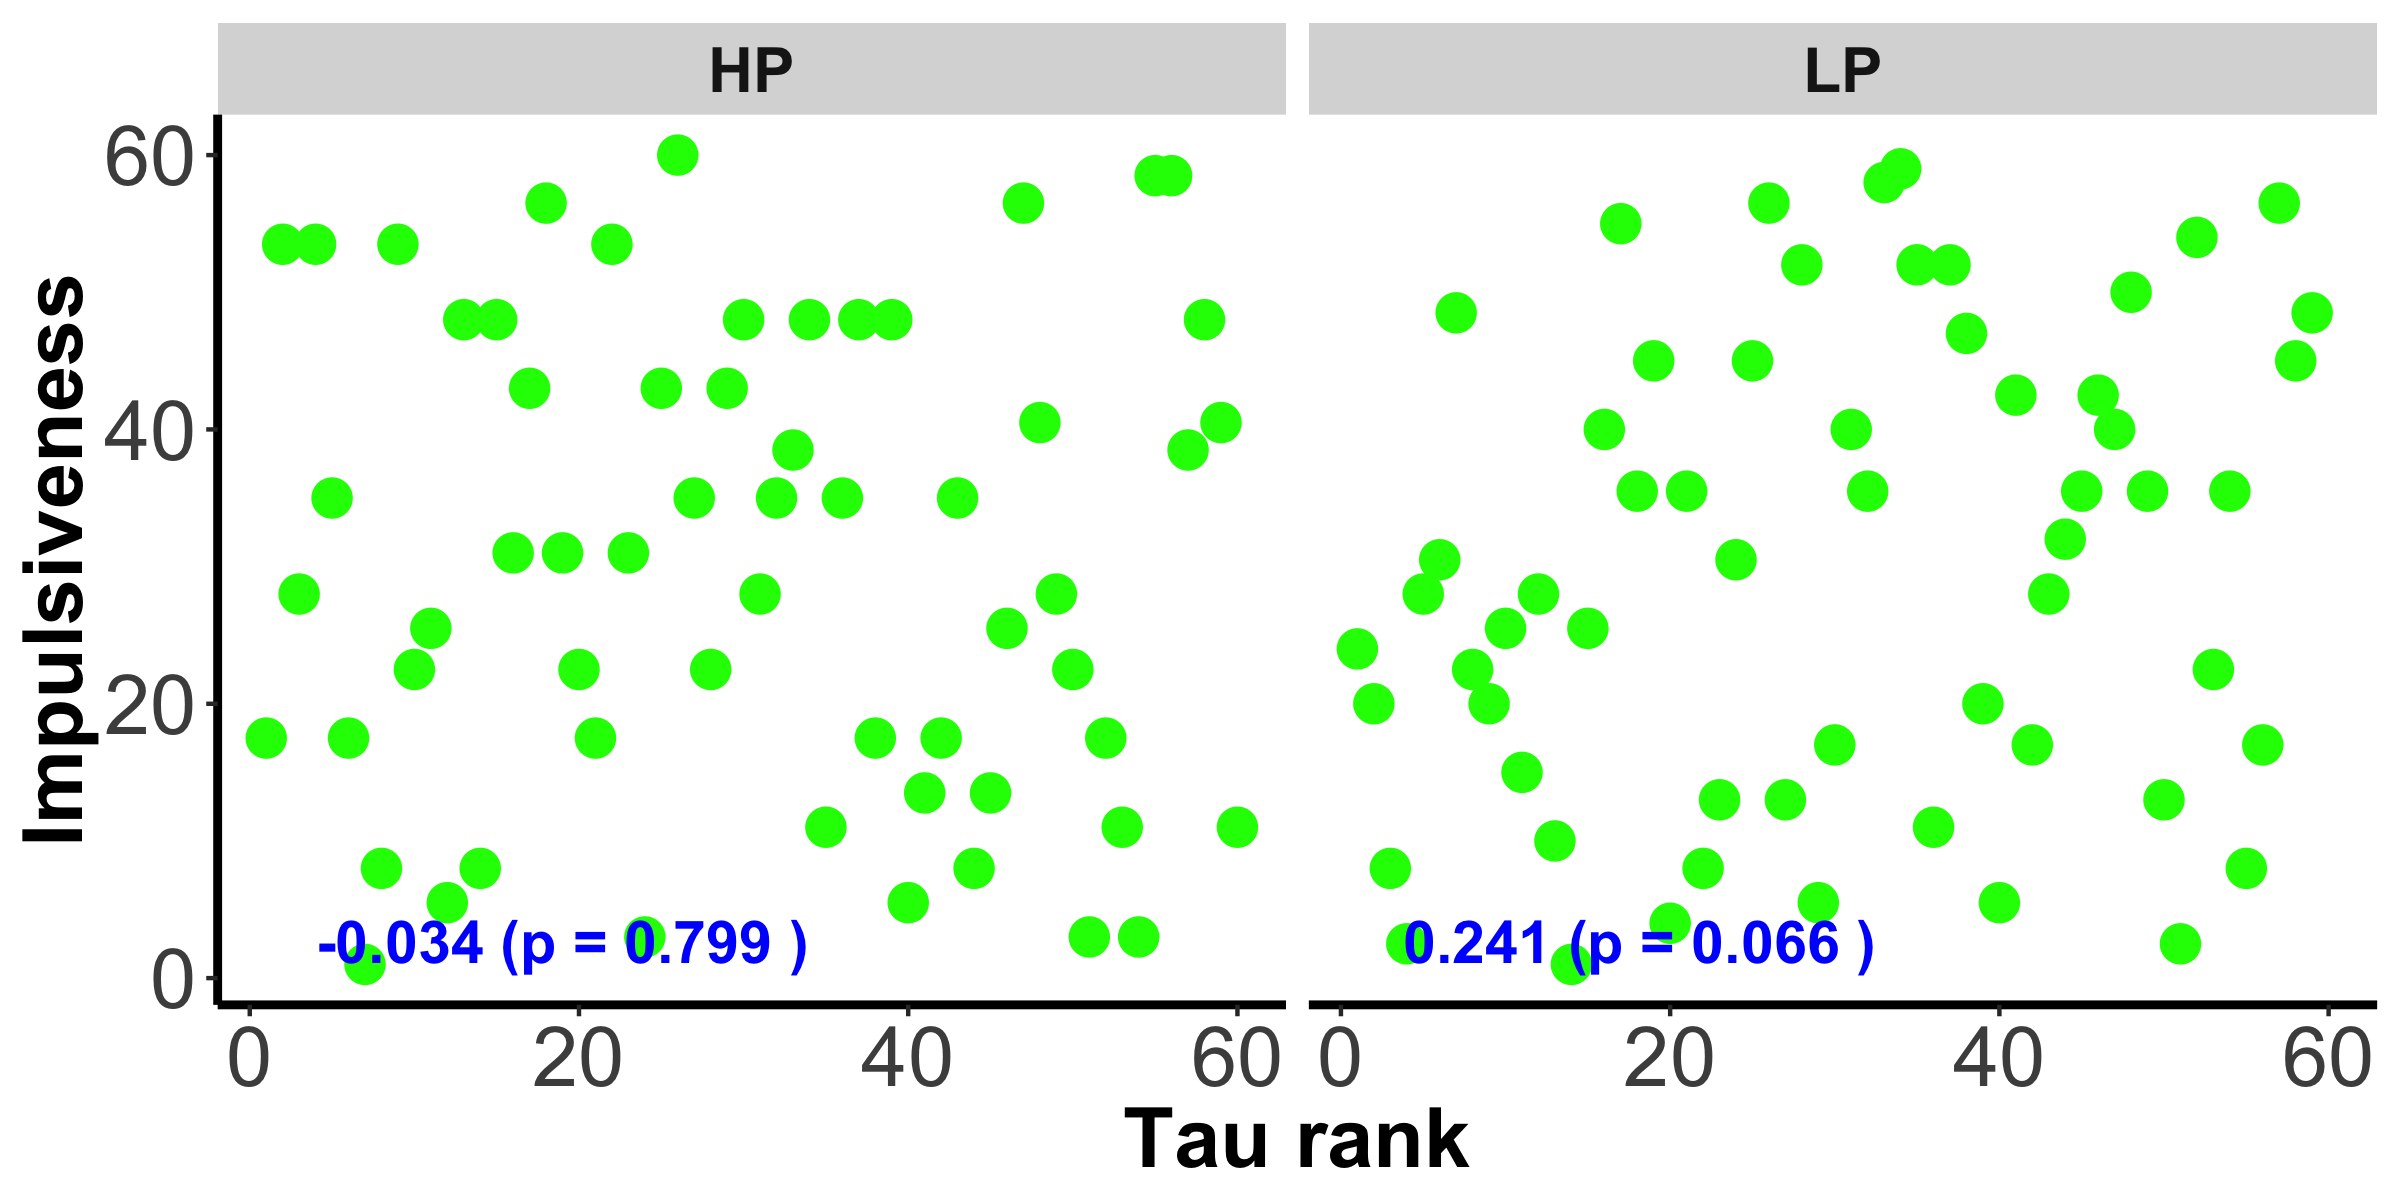 HP
LP
Impulsiveness
60
40
20
0
-0.034 (p = 0.799 )
0.241 (p = 0.066 )
0 20 40 60
0 20 40 60
Tau rank